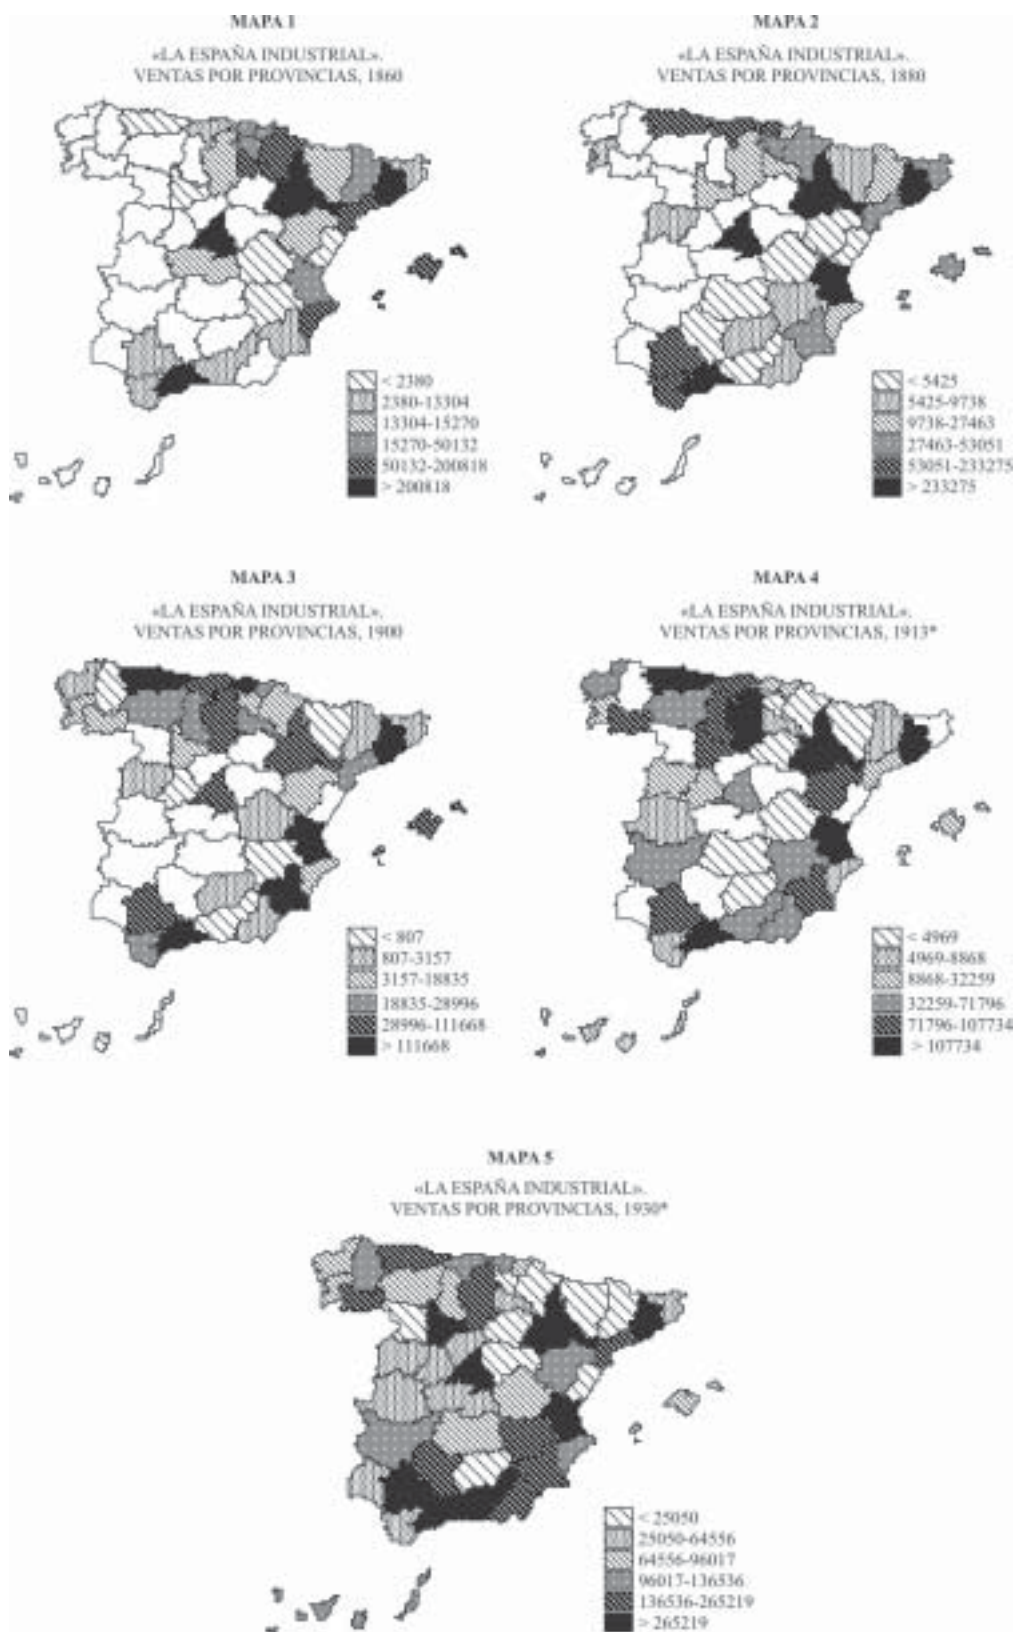 MAPA 1
«LA ESPAÑA INDUSTRIAL».
VENTAS POR PROVINCIAS, 1860
< 2380
2380-13304
13304-15270
15270-50132
50132-200818
> 200818
MAPA 2
«LA ESPAÑA INDUSTRIAL».
VENTAS POR PROVINCIAS, 1880
< 5425
5425-9738
9738-27463
27463-53051
53051-233275
> 233275
MAPA 3
«LA ESPAÑA INDUSTRIAL».
VENTAS POR PROVINCIAS, 1900
< 807
807-3157
3157-18835
18835-28996
28996-111668
> 111668
MAPA 4
«LA ESPAÑA INDUSTRIAL».
VENTAS POR PROVINCIAS, 1913*
< 4969
4969-8868
8868-32259
32259-71796
71796-107734
> 107734
MAPA 5
«LA ESPAÑA INDUSTRIAL».
VENTAS POR PROVINCIAS, 1930*
< 25050
25050-64556
64556-96017
96017-136536
136536-265219
> 265219